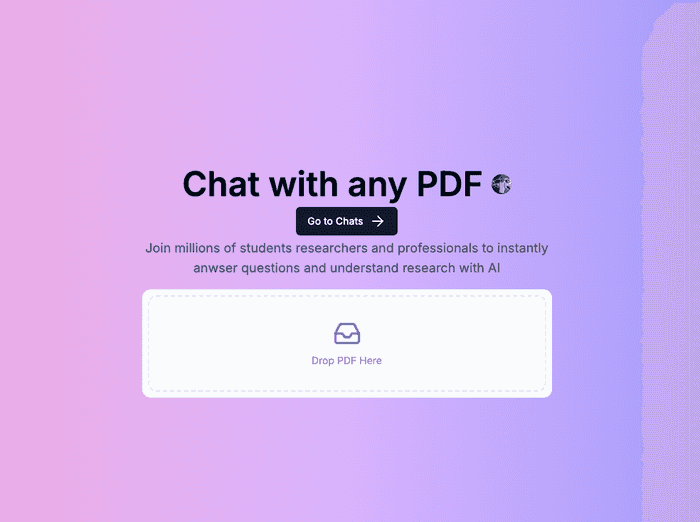 Chat with any PDF
Go to Chats
Join millions of students researchers and professionals to instantly
anwser questions and understand research with AI
Drop PDF Here